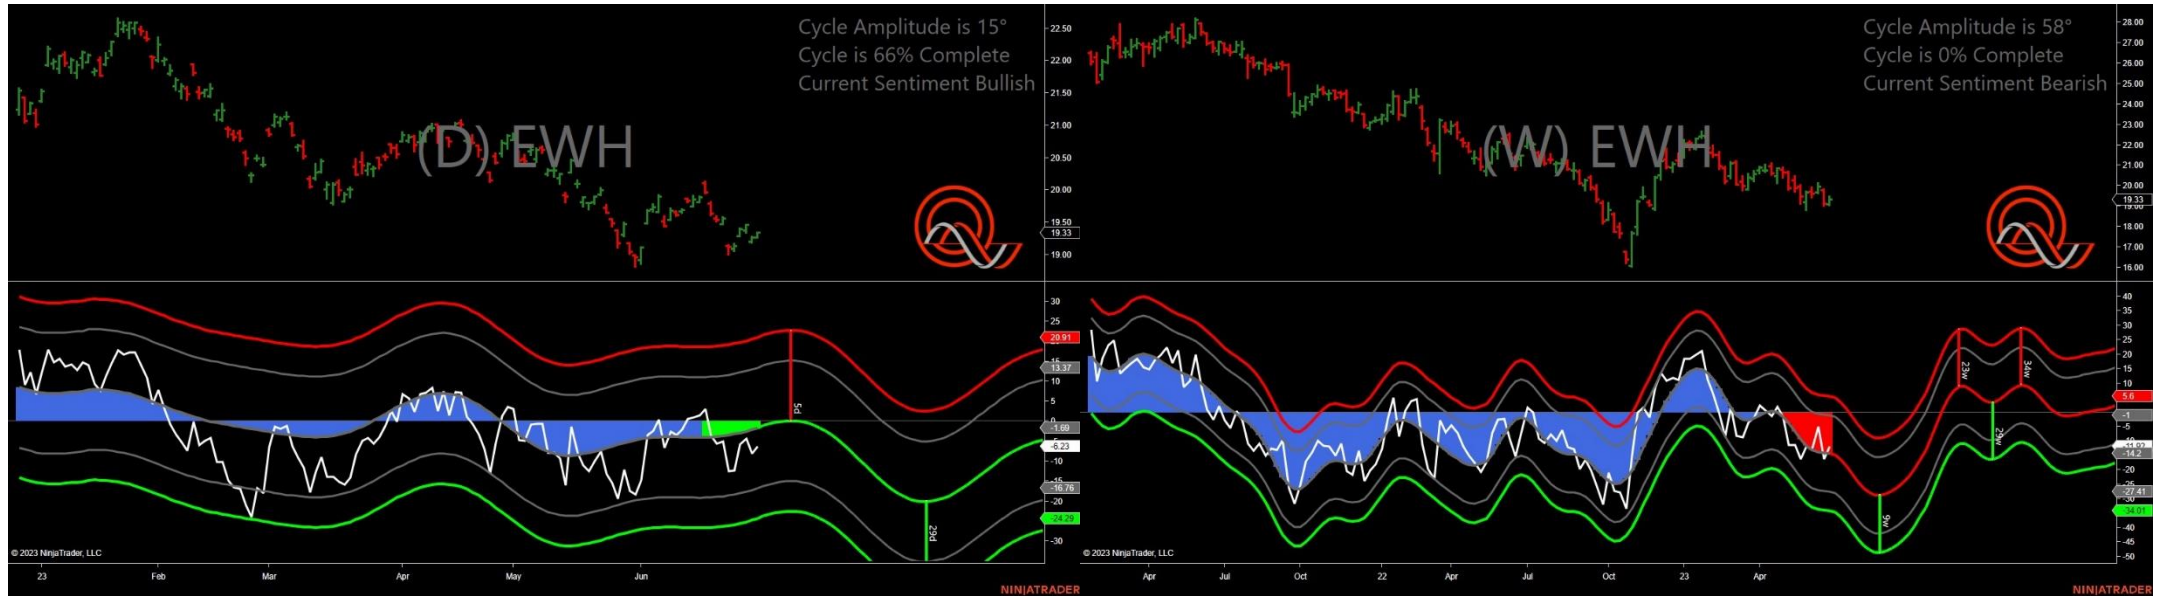 Cycle Amplitude is 15°
Cycle is 66% Complete
Current Sentiment Bullish
(D) EWH
22.50
22.00
21.50
21.00
20.50
20.00
19.50
19.33
19.00
30
25
20.91
15
13.37
10
5
0
-1.69
-6.23
-10
-16.76
-20
-24.29
-30
5d
29d
© 2023 NinjaTrader, LLC
23 Feb Mar Apr May Jun
NINJATRADER
Cycle Amplitude is 58°
Cycle is 0% Complete
Current Sentiment Bearish
(W) EWH
28.00
27.00
26.00
25.00
24.00
23.00
22.00
21.00
20.00
19.33
19.00
18.00
17.00
16.00
40
35
30
25
20
15
10
5.6
-1
-5
-14.2
-20
-27.41
-34.01
-40
-45
-50
23w
34w
29w
9w
© 2023 NinjaTrader, LLC
Apr Jul Oct 22 Apr Jul Oct 23 Apr
NINJATRADER